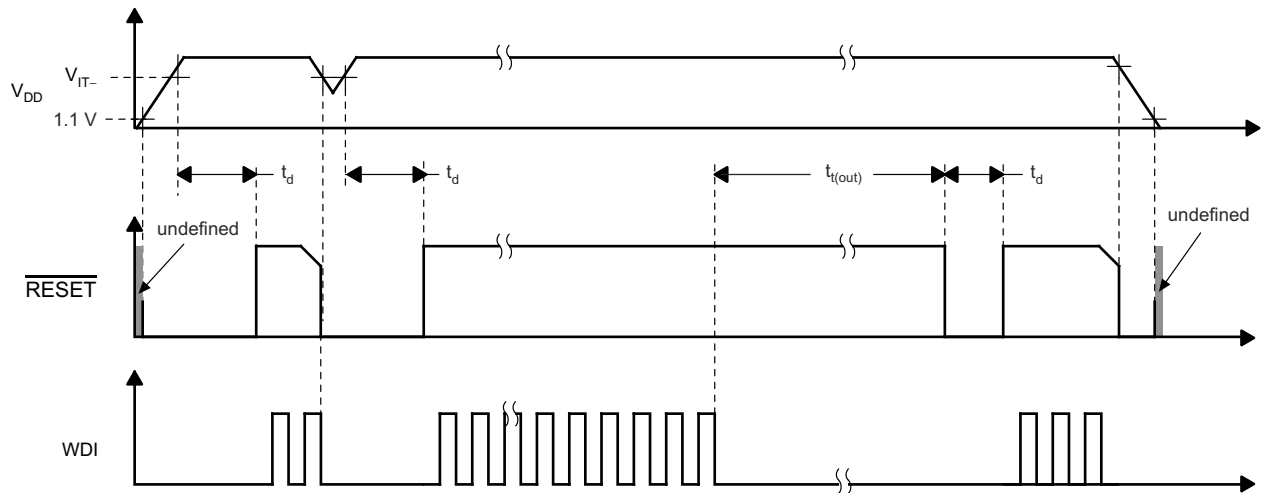 V_IT–
V_DD
1.1 V
t_d
t_d
t_t(out)
t_d
undefined
undefined
RESET
WDI